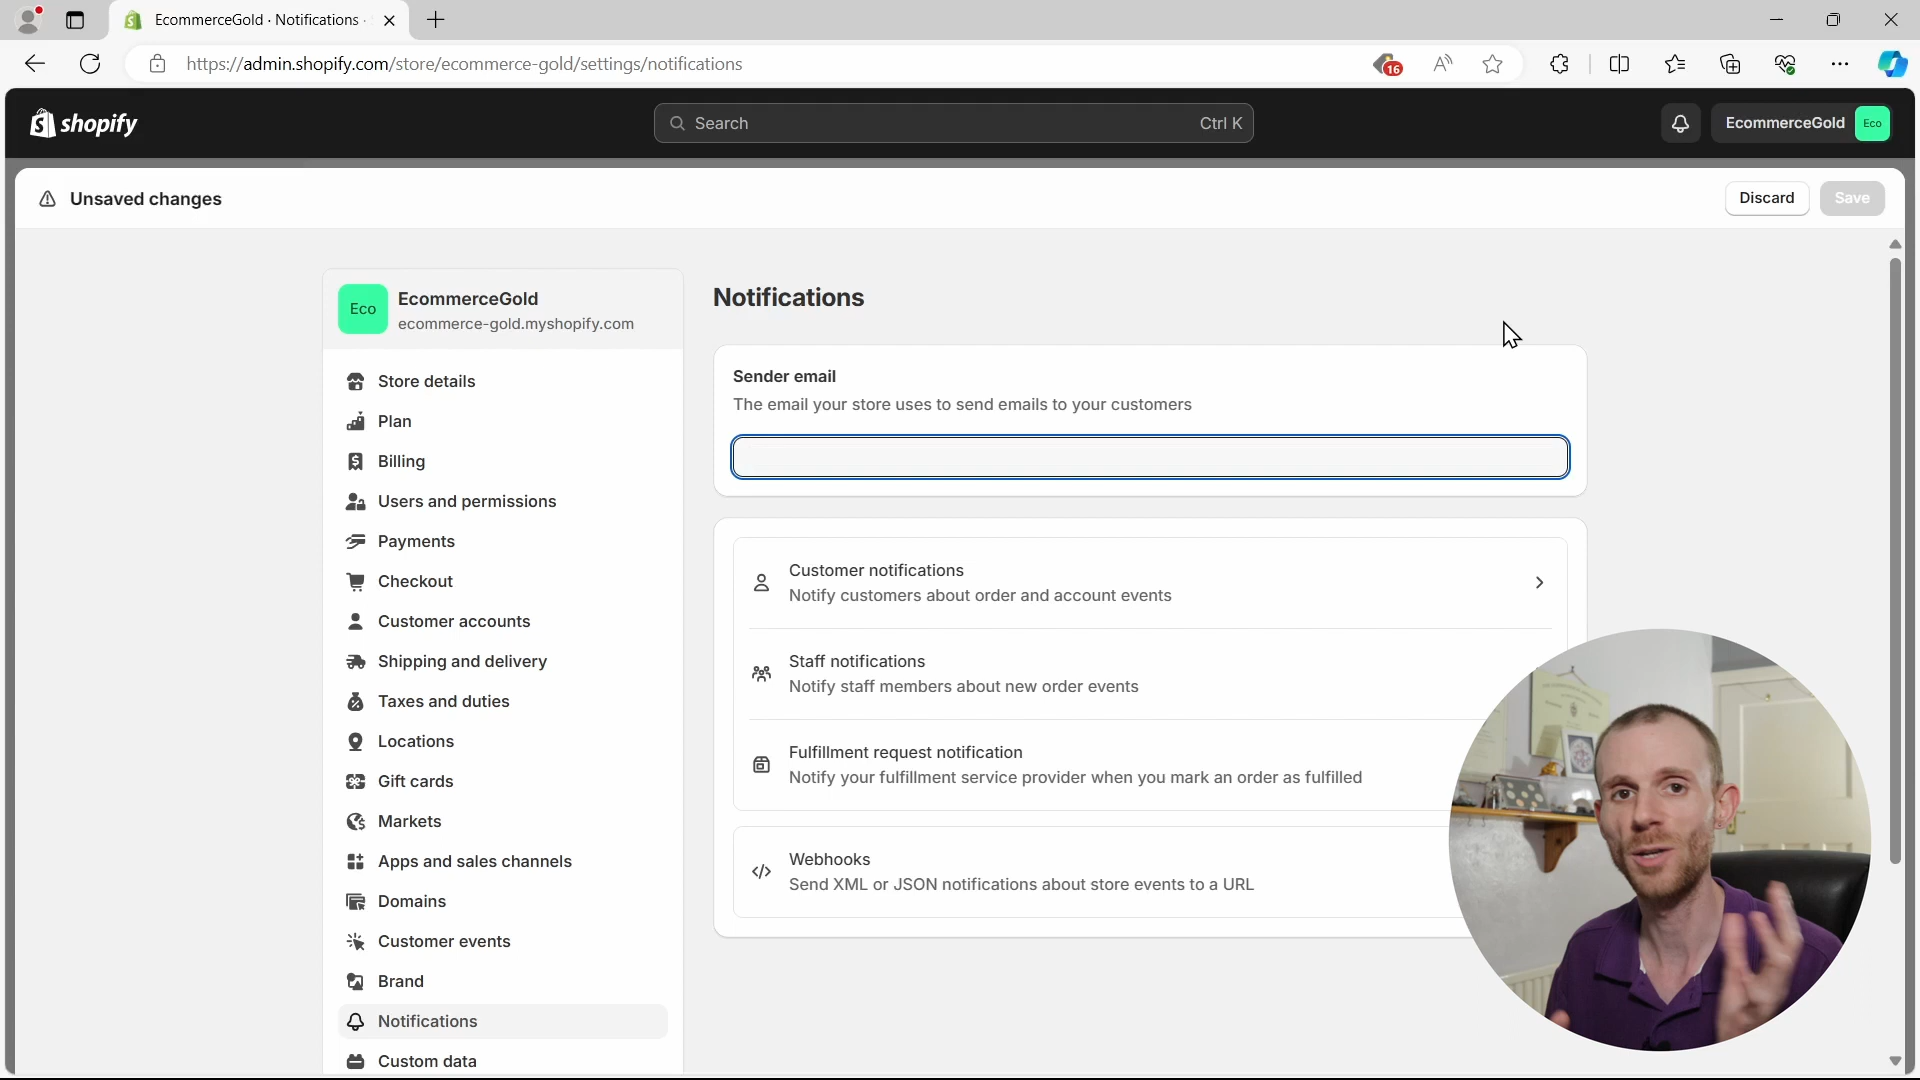 EcommerceGold · Notifications ·
https://admin.shopify.com/store/ecommerce-gold/settings/notifications
16
shopify
Search
Ctrl K
EcommerceGold
Eco
Unsaved changes
Discard
Save
Eco
EcommerceGold
ecommerce-gold.myshopify.com
Store details
Plan
Billing
Users and permissions
Payments
Checkout
Customer accounts
Shipping and delivery
Taxes and duties
Locations
Gift cards
Markets
Apps and sales channels
Domains
Customer events
Brand
Notifications
Custom data
Notifications
Sender email
The email your store uses to send emails to your customers
Customer notifications
Notify customers about order and account events
Staff notifications
Notify staff members about new order events
Fulfillment request notification
Notify your fulfillment service provider when you mark an order as fulfilled
Webhooks
Send XML or JSON notifications about store events to a URL